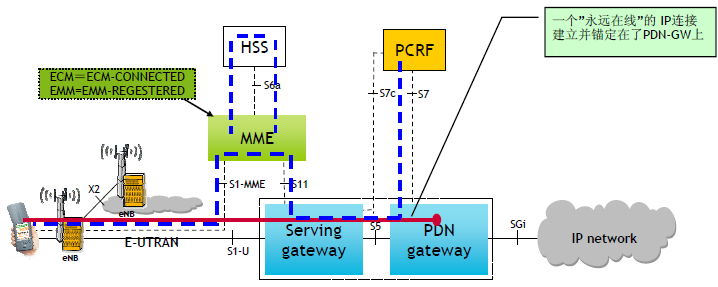 一个”永远在线”的 IP连接
建立并锚定在了PDN-GW上
HSS
PCRF
ECM＝ECM-CONNECTED
EMM=EMM-REGESTERED
S6a
S7c
S7
MME
X2
eNB
S1-MME
S11
eNB
E-UTRAN
S1-U
Serving
gateway
S5
PDN
gateway
SGi
IP network